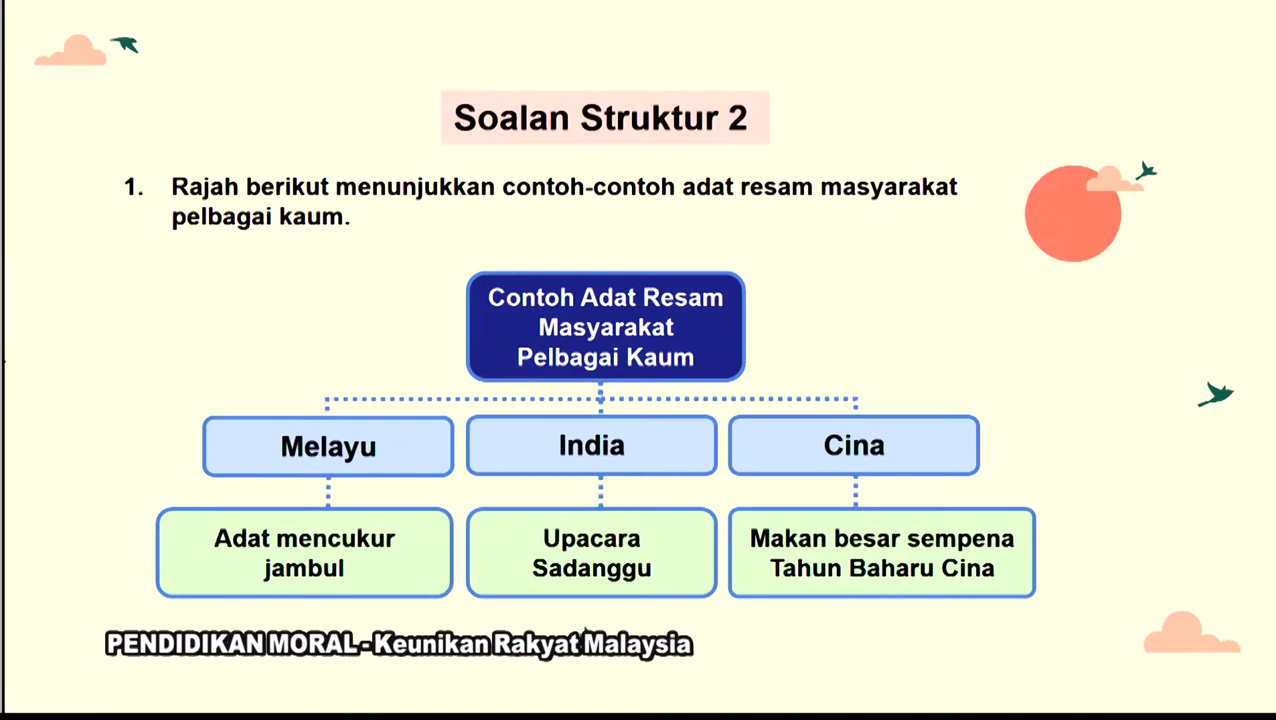 Soalan Struktur 2
1. Rajah berikut menunjukkan contoh-contoh adat resam masyarakat
pelbagai kaum.
Contoh Adat Resam
Masyarakat
Pelbagai Kaum
Melayu
India
Cina
Adat mencukur
jambul
Upacara
Sadanggu
Makan besar sempena
Tahun Baharu Cina
PENDIDIKAN MORAL - Keunikan Rakyat Malaysia